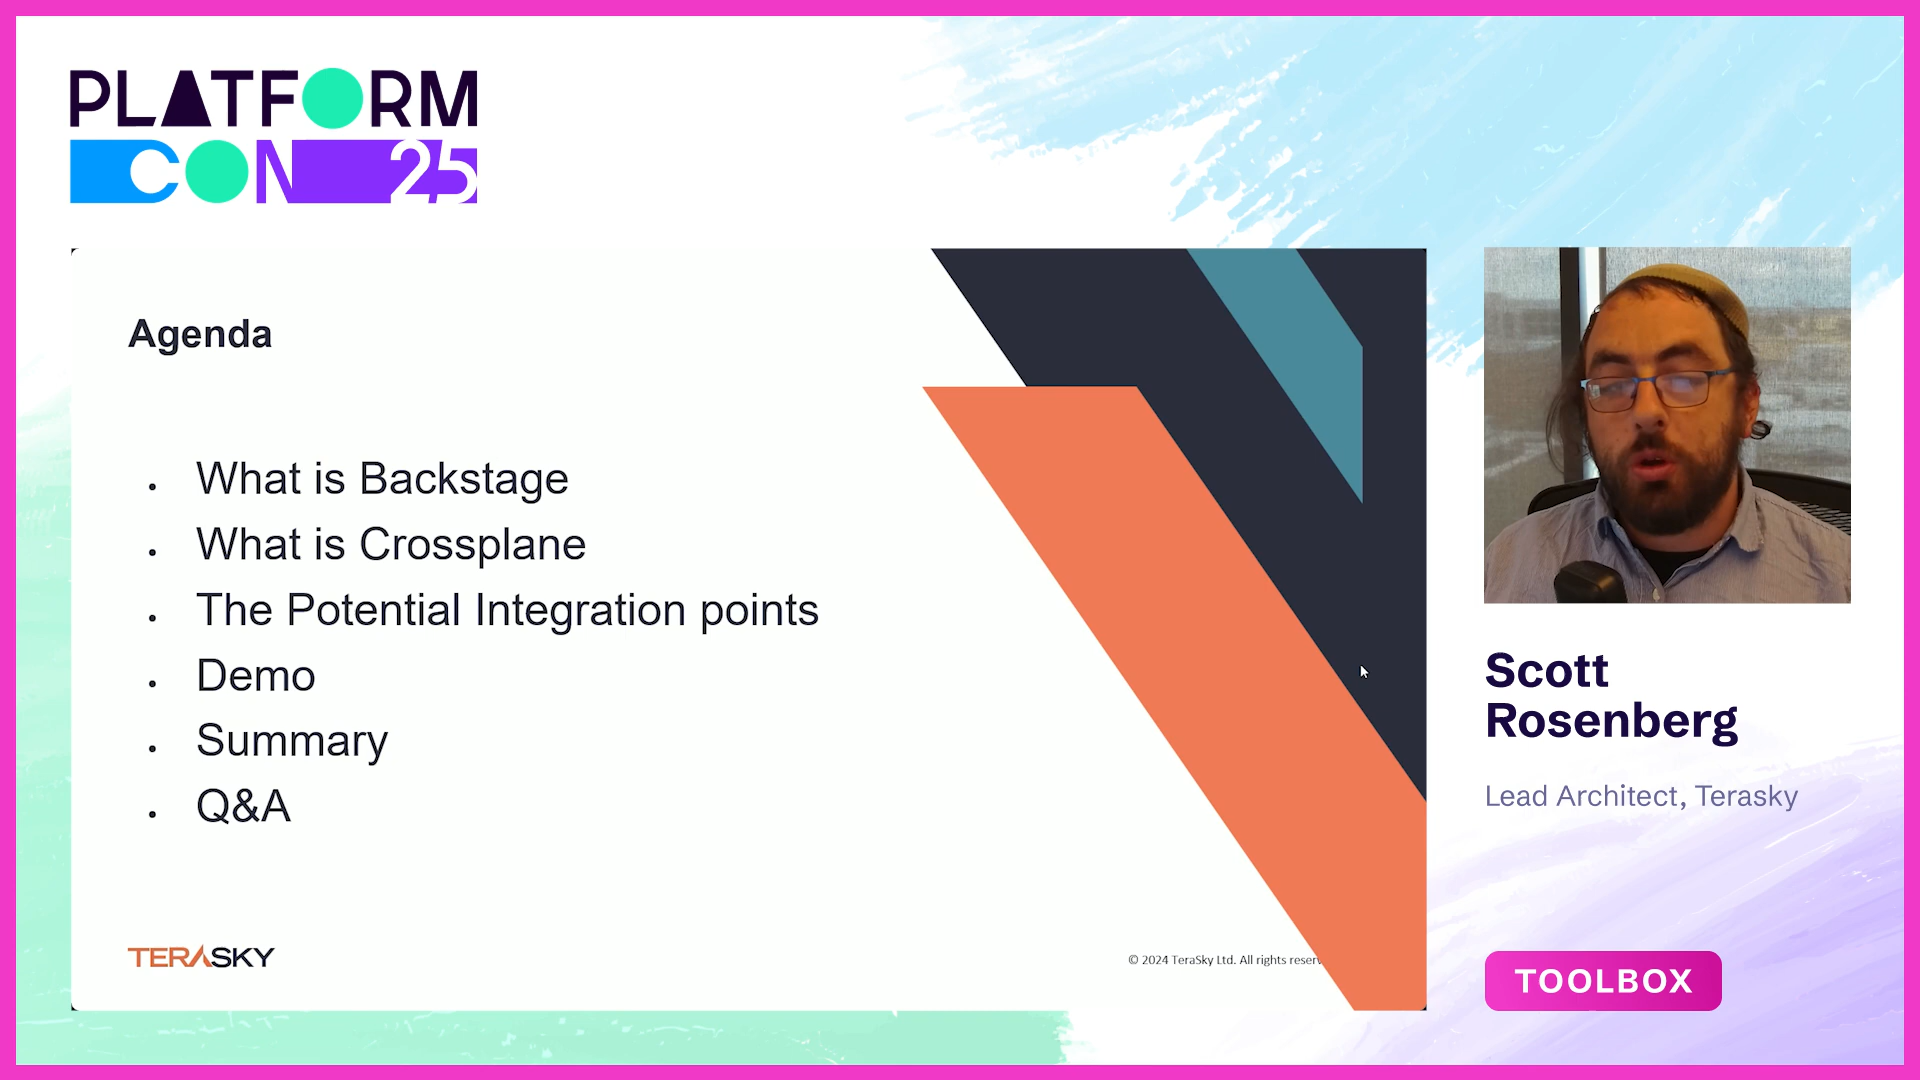 PLATFORM
CON 25
Agenda
What is Backstage
What is Crossplane
The Potential Integration points
Demo
Summary
Q&A
TERASKY
© 2024 TeraSky Ltd. All rights
Scott
Rosenberg
Lead Architect, Terasky
TOOLBOX